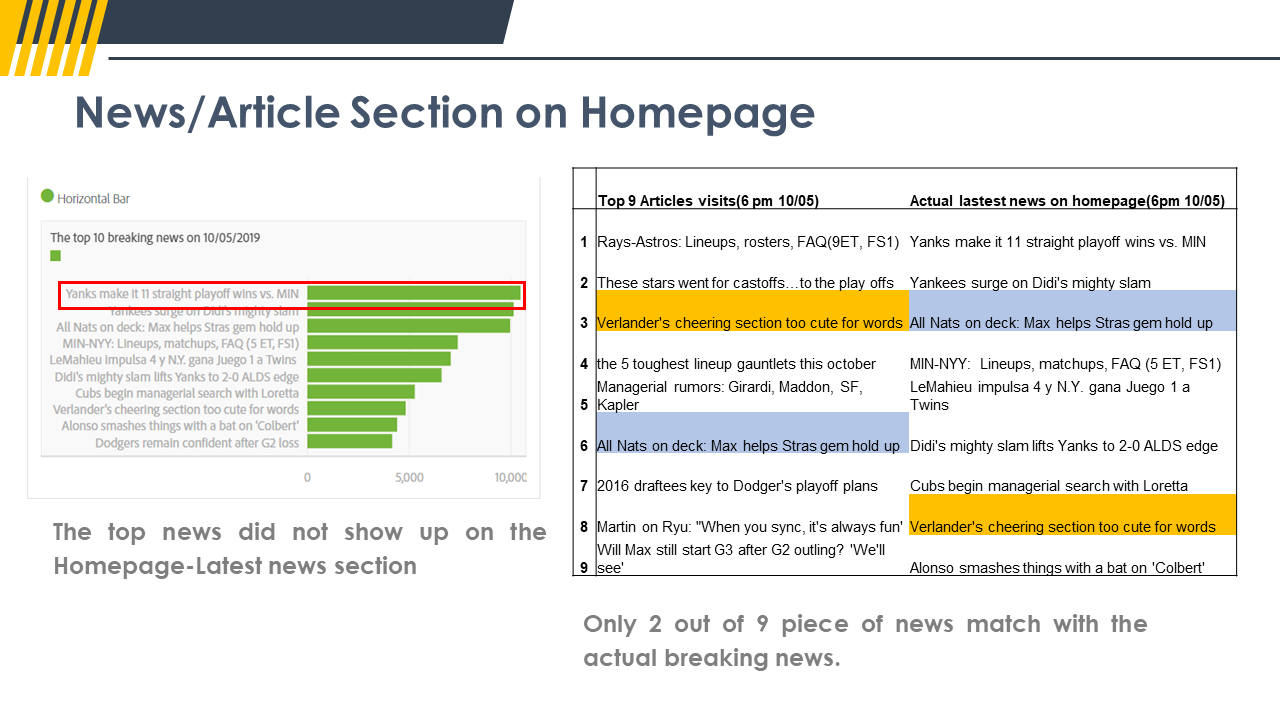 News/Article Section on Homepage
Horizontal Bar
The top 10 breaking news on 10/05/2019
Yanks make it 11 straight playoff wins vs. MIN
Yankees surge on Didi's mighty slam
All Nats on deck: Max helps Stras gem hold up
MIN-NYY: Lineups, matchups, FAQ (5 ET, FS1)
LeMahieu impulsa 4 y N.Y. gana Juego 1 a Twins
Didi's mighty slam lifts Yanks to 2-0 ALDS edge
Cubs begin managerial search with Loretta
Verlander's cheering section too cute for words
Alonso smashes things with a bat on 'Colbert'
Dodgers remain confident after G2 loss
0 5,000 10,000
The top news did not show up on the
Homepage-Latest news section
Top 9 Articles visits(6 pm 10/05) Actual lastest news on homepage(6pm 10/05)
1 Rays-Astros: Lineups, rosters, FAQ(9ET, FS1) Yanks make it 11 straight playoff wins vs. MIN
2 These stars went for castoffs…to the play offs Yankees surge on Didi's mighty slam
3 Verlander's cheering section too cute for words All Nats on deck: Max helps Stras gem hold up
4 the 5 toughest lineup gauntlets this october MIN-NYY: Lineups, matchups, FAQ (5 ET, FS1)
Managerial rumors: Girardi, Maddon, SF, LeMahieu impulsa 4 y N.Y. gana Juego 1 a
5 Kapler Twins
6 All Nats on deck: Max helps Stras gem hold up Didi's mighty slam lifts Yanks to 2-0 ALDS edge
7 2016 draftees key to Dodger's playoff plans Cubs begin managerial search with Loretta
8 Martin on Ryu: "When you sync, it's always fun' Verlander's cheering section too cute for words
Will Max still start G3 after G2 outling? 'We'll
9 see' Alonso smashes things with a bat on 'Colbert'
Only 2 out of 9 piece of news match with the
actual breaking news.